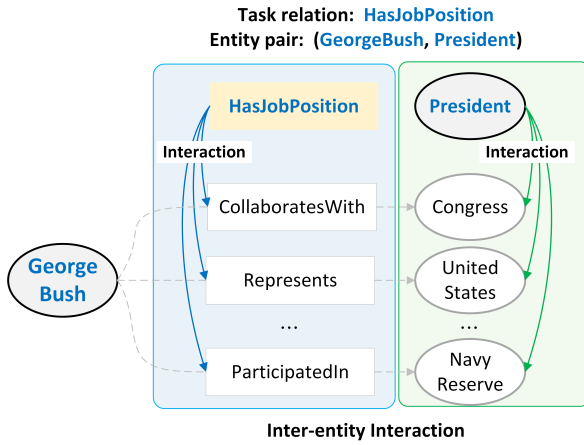 Task relation: HasJobPosition
Entity pair: (GeorgeBush, President)
HasJobPosition
President
Interaction
Interaction
CollaboratesWith
Congress
George
Bush
Represents
United
States
...
...
ParticipatedIn
Navy
Reserve
Inter-entity Interaction